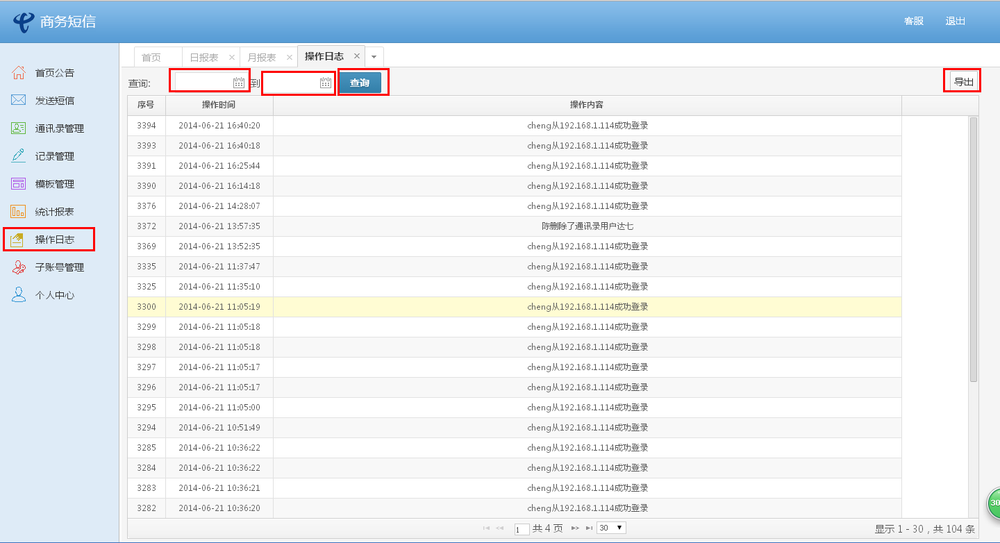 商务短信
客服 退出
首页公告
发送短信
通讯录管理
记录管理
模板管理
统计报表
操作日志
子账号管理
个人中心
首页 日报表 × 月报表 × 操作日志 ×
查询: 到 查询 导出
序号 操作时间 操作内容
3394 2014-06-21 16:40:20 cheng从192.168.1.114成功登录
3393 2014-06-21 16:40:18 cheng从192.168.1.114成功登录
3391 2014-06-21 16:25:44 cheng从192.168.1.114成功登录
3390 2014-06-21 16:14:18 cheng从192.168.1.114成功登录
3376 2014-06-21 14:28:07 cheng从192.168.1.114成功登录
3372 2014-06-21 13:57:35 陈删除了通讯录用户达七
3369 2014-06-21 13:52:35 cheng从192.168.1.114成功登录
3335 2014-06-21 11:37:47 cheng从192.168.1.114成功登录
3325 2014-06-21 11:35:10 cheng从192.168.1.114成功登录
3300 2014-06-21 11:05:19 cheng从192.168.1.114成功登录
3299 2014-06-21 11:05:18 cheng从192.168.1.114成功登录
3298 2014-06-21 11:05:18 cheng从192.168.1.114成功登录
3297 2014-06-21 11:05:17 cheng从192.168.1.114成功登录
3296 2014-06-21 11:05:17 cheng从192.168.1.114成功登录
3295 2014-06-21 11:05:00 cheng从192.168.1.114成功登录
3294 2014-06-21 10:51:49 cheng从192.168.1.114成功登录
3285 2014-06-21 10:36:22 cheng从192.168.1.114成功登录
3284 2014-06-21 10:36:22 cheng从192.168.1.114成功登录
3283 2014-06-21 10:36:21 cheng从192.168.1.114成功登录
3282 2014-06-21 10:36:20 cheng从192.168.1.114成功登录
30
1 共 4 页 30 显示 1 - 30，共 104 条